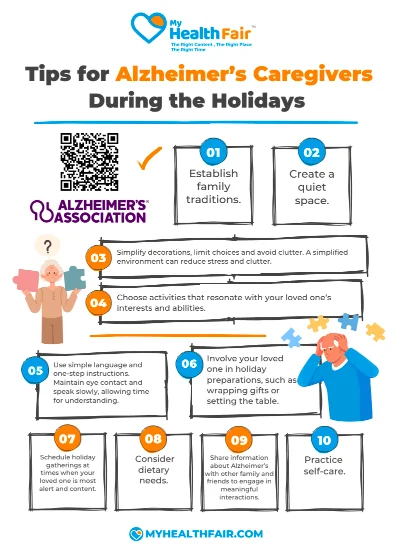 My
HealthFair™
The Right Content , The Right Place
The Right Time
Tips for Alzheimer's Caregivers
During the Holidays
ALZHEIMER'S
ASSOCIATION®
01
Establish
family
traditions.
02
Create a
quiet
space.
?
03
Simplify decorations, limit choices and avoid clutter. A simplified
environment can reduce stress and clutter.
04
Choose activities that resonate with your loved one's
interests and abilities.
05
Use simple language and
one-step instructions.
Maintain eye contact and
speak slowly, allowing time
for understanding.
06
Involve your loved
one in holiday
preparations, such as
wrapping gifts or
setting the table.
07
Schedule holiday
gatherings at
times when your
loved one is most
alert and content.
08
Consider
dietary
needs.
09
Share information
about Alzheimer's
with other family and
friends to engage in
meaningful
interactions.
10
Practice
self-care.
MYHEALTHFAIR.COM